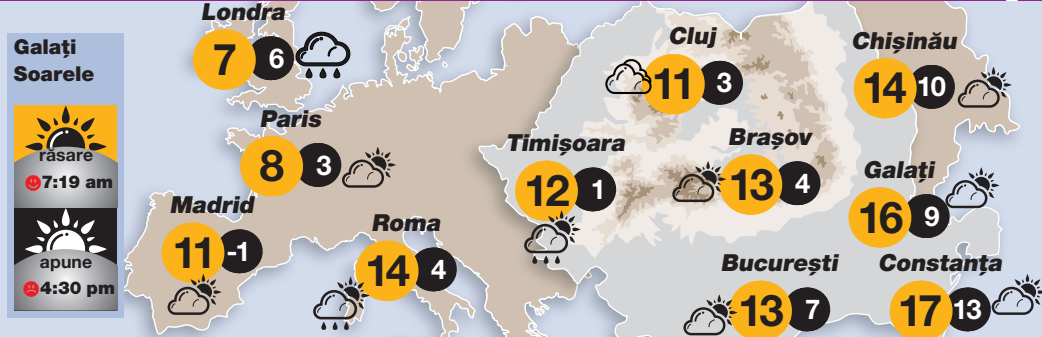 Galați
Soarele
răsare
7:19 am
apune
4:30 pm
Londra
7 6
Paris
8 3
Madrid
11 -1
Roma
14 4
Cluj
11 3
Chișinău
14 10
Timișoara
12 1
Brașov
13 4
Galați
16 9
București
13 7
Constanța
17 13